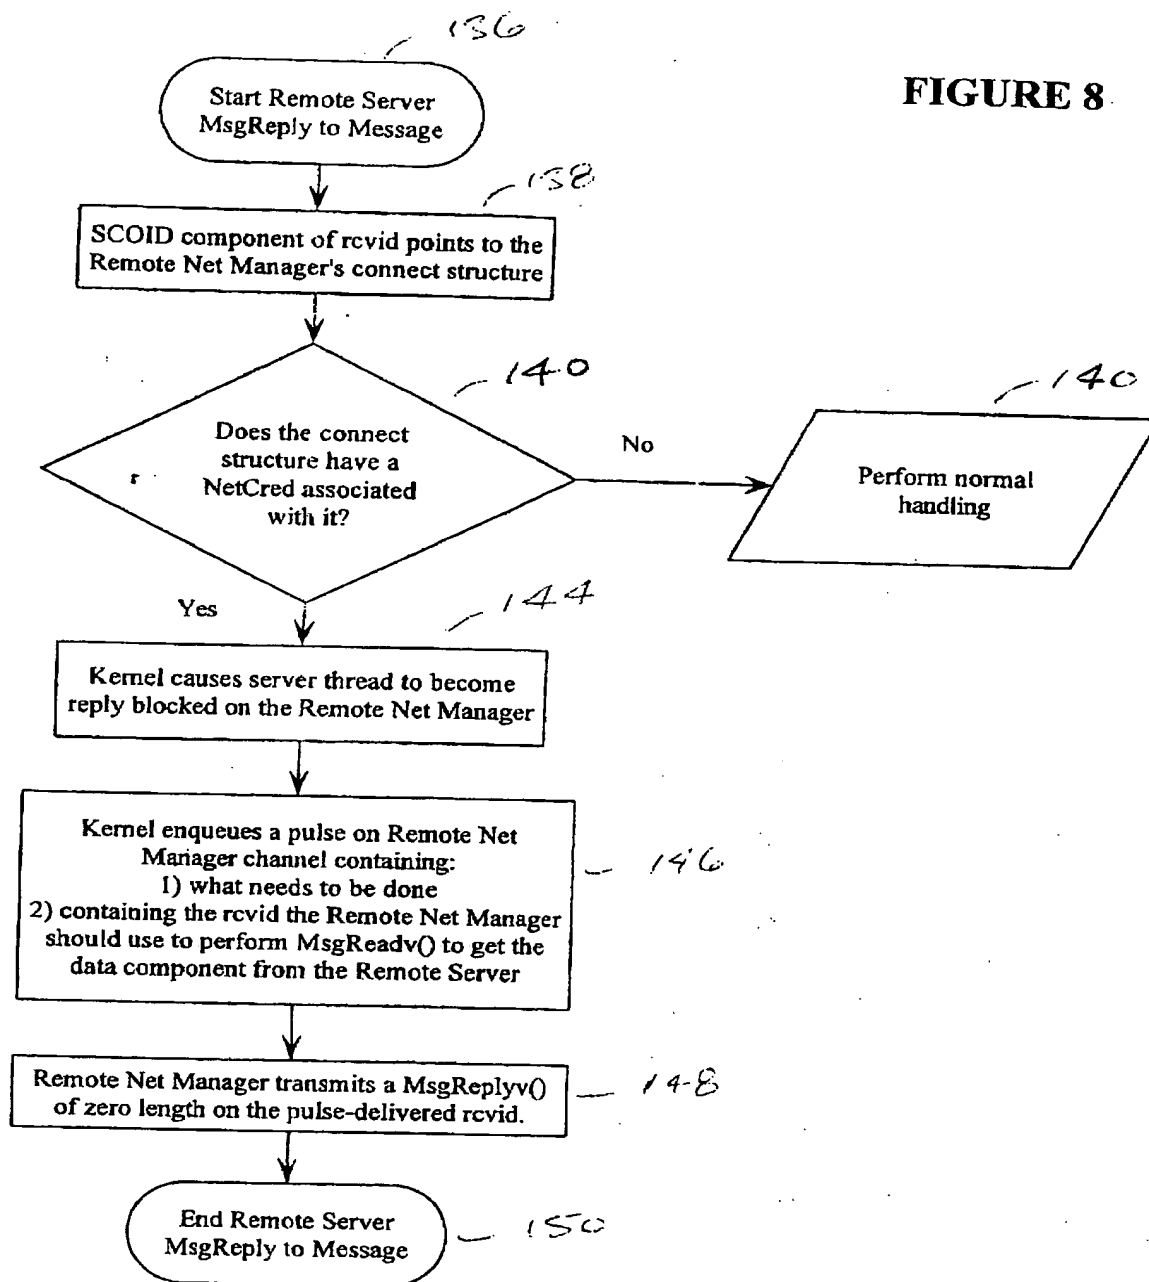 136
FIGURE 8
Start Remote Server
MsgReply to Message
138
SCOID component of rcvid points to the
Remote Net Manager's connect structure
140
140
Does the connect
structure have a
NetCred associated
with it?
No
Perform normal
handling
Yes
144
Kernel causes server thread to become
reply blocked on the Remote Net Manager
Kernel enqueues a pulse on Remote Net
Manager channel containing:
1) what needs to be done
2) containing the rcvid the Remote Net Manager
should use to perform MsgReadv() to get the
data component from the Remote Server
146
Remote Net Manager transmits a MsgReplyv()
of zero length on the pulse-delivered rcvid.
148
End Remote Server
MsgReply to Message
150